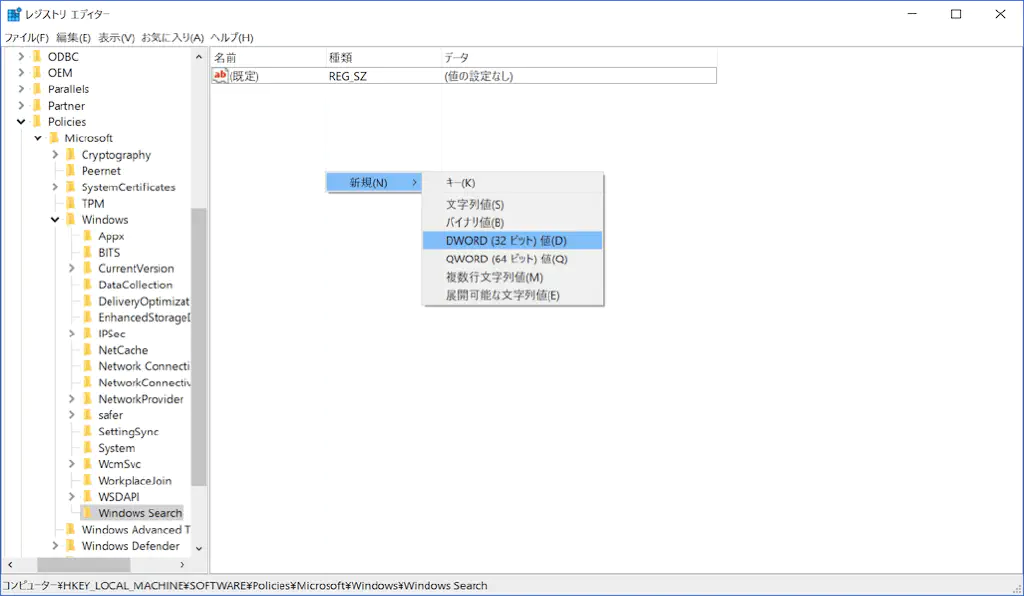 レジストリ エディター
ファイル(F) 編集(E) 表示(V) お気に入り(A) ヘルプ(H)
ODBC
OEM
Parallels
Partner
Policies
Microsoft
Cryptography
Peernet
SystemCertificates
TPM
Windows
Appx
BITS
CurrentVersion
DataCollection
DeliveryOptimizat
EnhancedStorageD
IPSec
NetCache
Network Connecti
NetworkConnectiv
NetworkProvider
safer
SettingSync
System
WcmSvc
WorkplaceJoin
WSDAPI
Windows Search
Windows Advanced T
Windows Defender
名前 種類 データ
ab (既定) REG_SZ (値の設定なし)
新規(N)
キー(K)
文字列値(S)
バイナリ値(B)
DWORD (32 ビット) 値(D)
QWORD (64 ビット) 値(Q)
複数行文字列値(M)
展開可能な文字列値(E)
コンピューター¥HKEY_LOCAL_MACHINE¥SOFTWARE¥Policies¥Microsoft¥Windows¥Windows Search